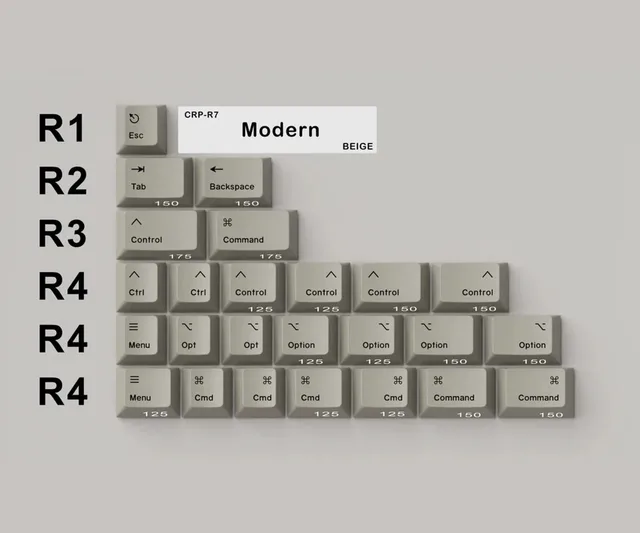 R1
Esc
CRP-R7
Modern
BEIGE
R2
Tab
150
Backspace
150
R3
Control
175
⌘
Command
175
R4
Ctrl
Ctrl
Control
125
Control
125
Control
150
Control
150
R4
Menu
Opt
Opt
Option
125
Option
125
Option
150
Option
150
R4
Menu
125
⌘
Cmd
⌘
Cmd
⌘
Cmd
125
⌘
Cmd
125
⌘
Command
150
⌘
Command
150